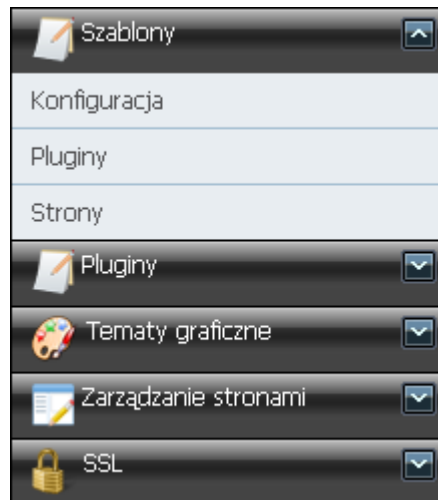 Szablony
Konfiguracja
Pluginy
Strony
Pluginy
Tematy graficzne
Zarządzanie stronami
SSL